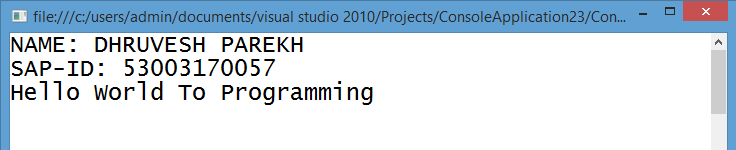 file:///c:/users/admin/documents/visual studio 2010/Projects/ConsoleApplication23/Con...
NAME: DHRUVESH PAREKH
SAP-ID: 53003170057
Hello World To Programming